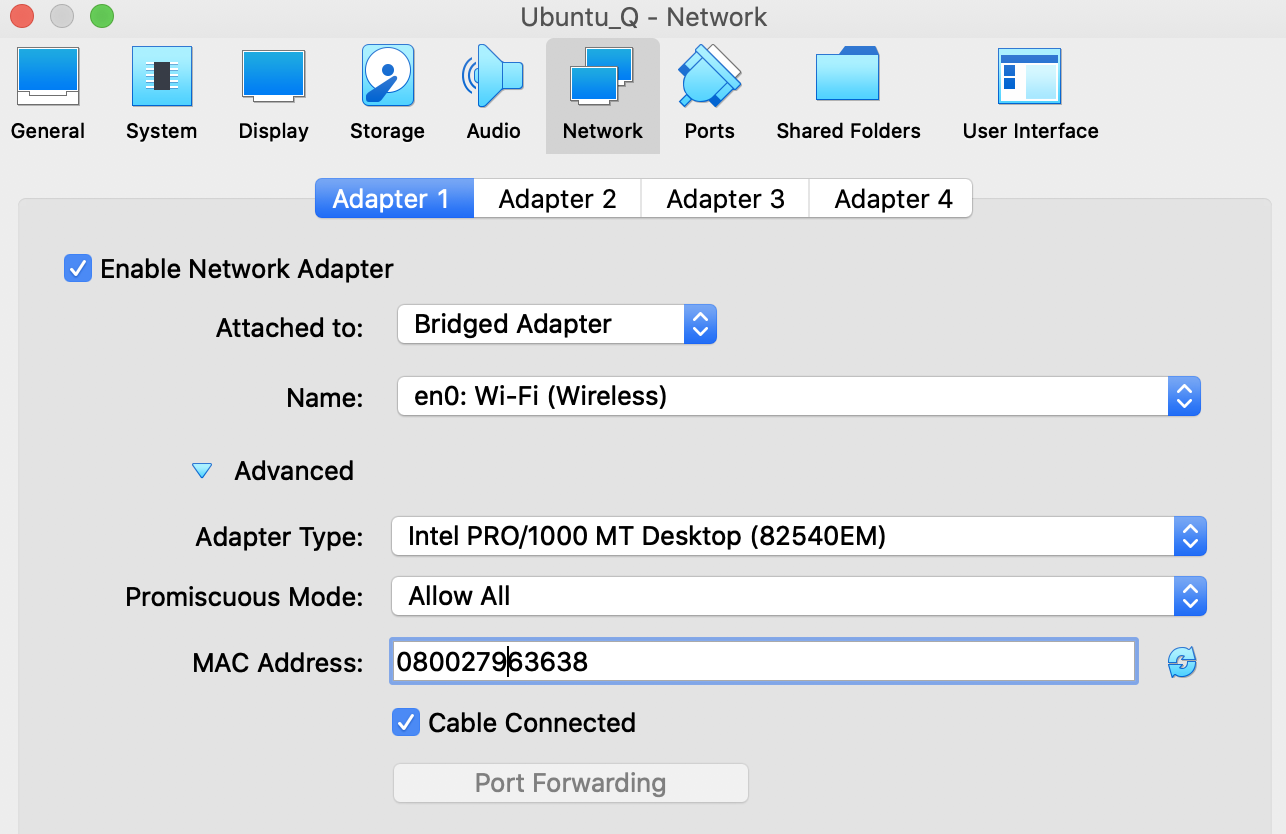 Ubuntu_Q - Network
General System Display Storage Audio Network Ports Shared Folders User Interface
Adapter 1 Adapter 2 Adapter 3 Adapter 4
Enable Network Adapter
Attached to: Bridged Adapter
Name: en0: Wi-Fi (Wireless)
Advanced
Adapter Type: Intel PRO/1000 MT Desktop (82540EM)
Promiscuous Mode: Allow All
MAC Address: 080027963638
Cable Connected
Port Forwarding